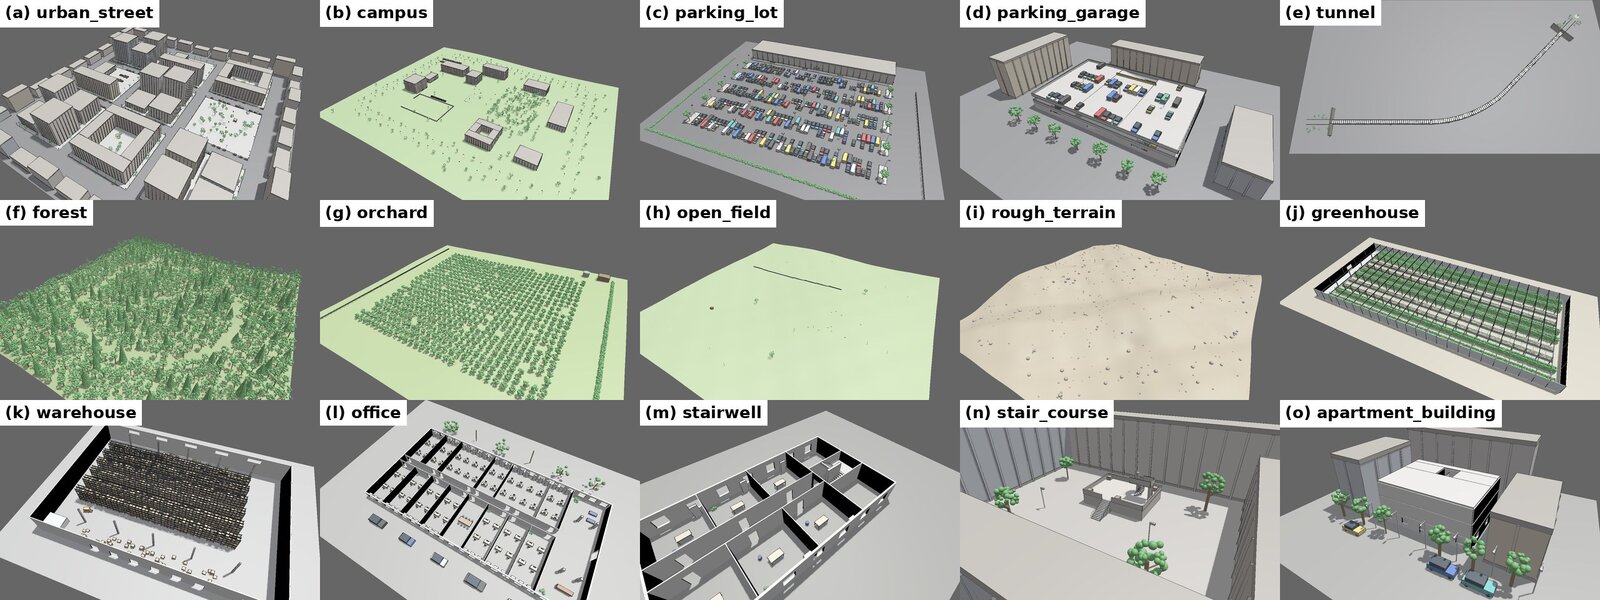 (a) urban_street
(b) campus
(c) parking_lot
(d) parking_garage
(e) tunnel
(f) forest
(g) orchard
(h) open_field
(i) rough_terrain
(j) greenhouse
(k) warehouse
(l) office
(m) stairwell
(n) stair_course
(o) apartment_building